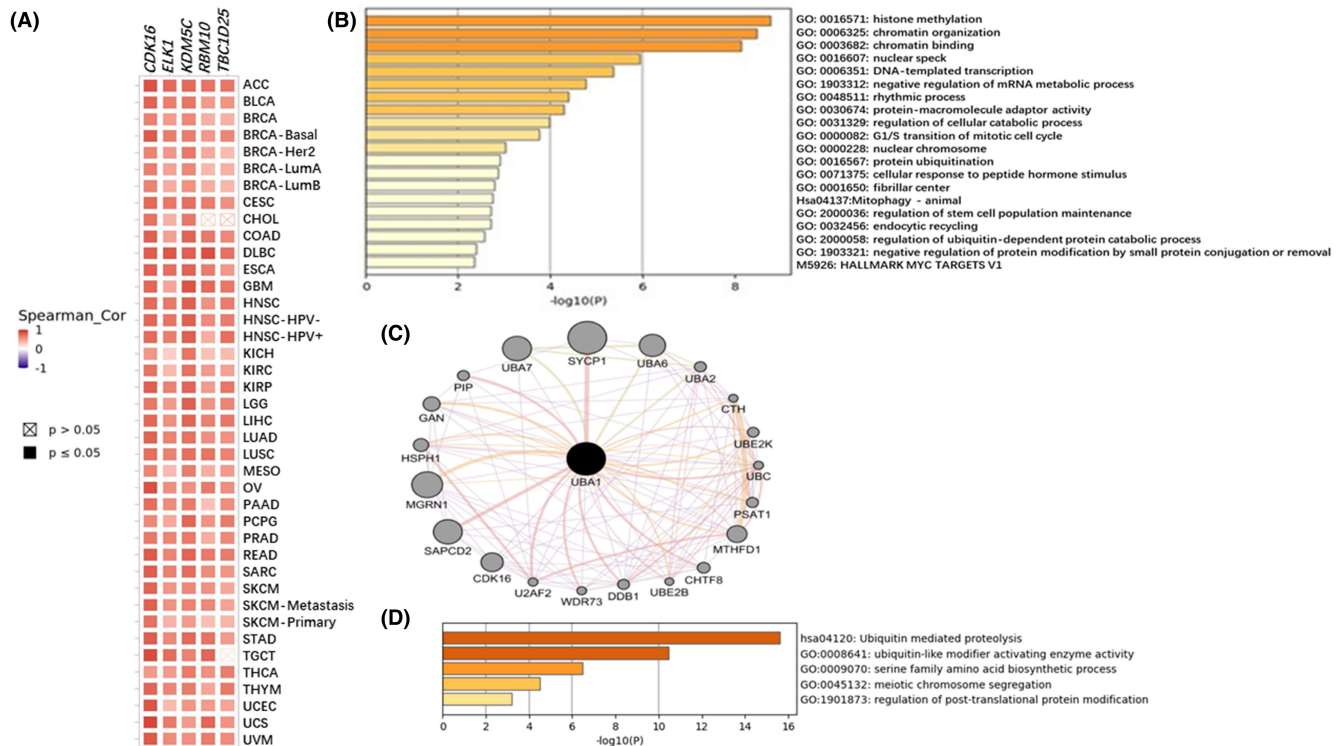 (A)
CDK16
ELK1
KDM5C
RBM10
TBC1D25
ACC
BLCA
BRCA
BRCA-Basal
BRCA-Her2
BRCA-LumA
BRCA-LumB
CESC
CHOL
COAD
DLBC
ESCA
GBM
HNSC
HNSC-HPV-
HNSC-HPV+
KICH
KIRC
KIRP
LGG
LIHC
LUAD
LUSC
MESO
OV
PAAD
PCPG
PRAD
READ
SARC
SKCM
SKCM-Metastasis
SKCM-Primary
STAD
TGCT
THCA
THYM
UCEC
UCS
UVM
Spearman_Cor
1
0
-1
p > 0.05
p ≤ 0.05
(B)
GO: 0016571: histone methylation
GO: 0006325: chromatin organization
GO: 0003682: chromatin binding
GO: 0016607: nuclear speck
GO: 0006351: DNA-templated transcription
GO: 1903312: negative regulation of mRNA metabolic process
GO: 0048511: rhythmic process
GO: 0030674: protein-macromolecule adaptor activity
GO: 0031329: regulation of cellular catabolic process
GO: 0000082: G1/S transition of mitotic cell cycle
GO: 0000228: nuclear chromosome
GO: 0016567: protein ubiquitination
GO: 0071375: cellular response to peptide hormone stimulus
GO: 0001650: fibrillar center
Hsa04137:Mitophagy - animal
GO: 2000036: regulation of stem cell population maintenance
GO: 0032456: endocytic recycling
GO: 2000058: regulation of ubiquitin-dependent protein catabolic process
GO: 1903321: negative regulation of protein modification by small protein conjugation or removal
M5926: HALLMARK MYC TARGETS V1
0 2 4 6 8
-log10(P)
(C)
SYCP1
UBA7
UBA6
UBA2
PIP
CTH
GAN
UBE2K
HSPH1
UBC
UBA1
MGRN1
PSAT1
SAPCD2
MTHFD1
CDK16
CHTF8
U2AF2
WDR73
DDB1
UBE2B
(D)
hsa04120: Ubiquitin mediated proteolysis
GO:0008641: ubiquitin-like modifier activating enzyme activity
GO:0009070: serine family amino acid biosynthetic process
GO:0045132: meiotic chromosome segregation
GO:1901873: regulation of post-translational protein modification
0 2 4 6 8 10 12 14 16
-log10(P)